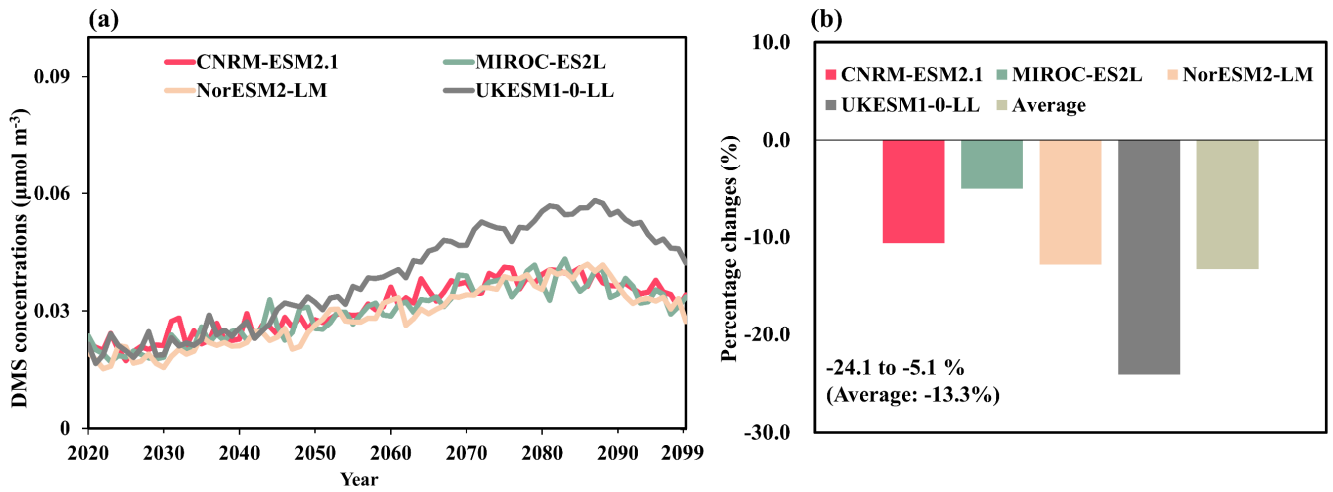 (a)
DMS concentrations (μmol m-3)
0.09
0.06
0.03
0
CNRM-ESM2.1
MIROC-ES2L
NorESM2-LM
UKESM1-0-LL
2020 2030 2040 2050 2060 2070 2080 2090 2099
Year
(b)
Percentage changes (%)
10.0
0.0
-10.0
-20.0
-30.0
CNRM-ESM2.1 MIROC-ES2L NorESM2-LM
UKESM1-0-LL Average
-24.1 to -5.1 %
(Average: -13.3%)